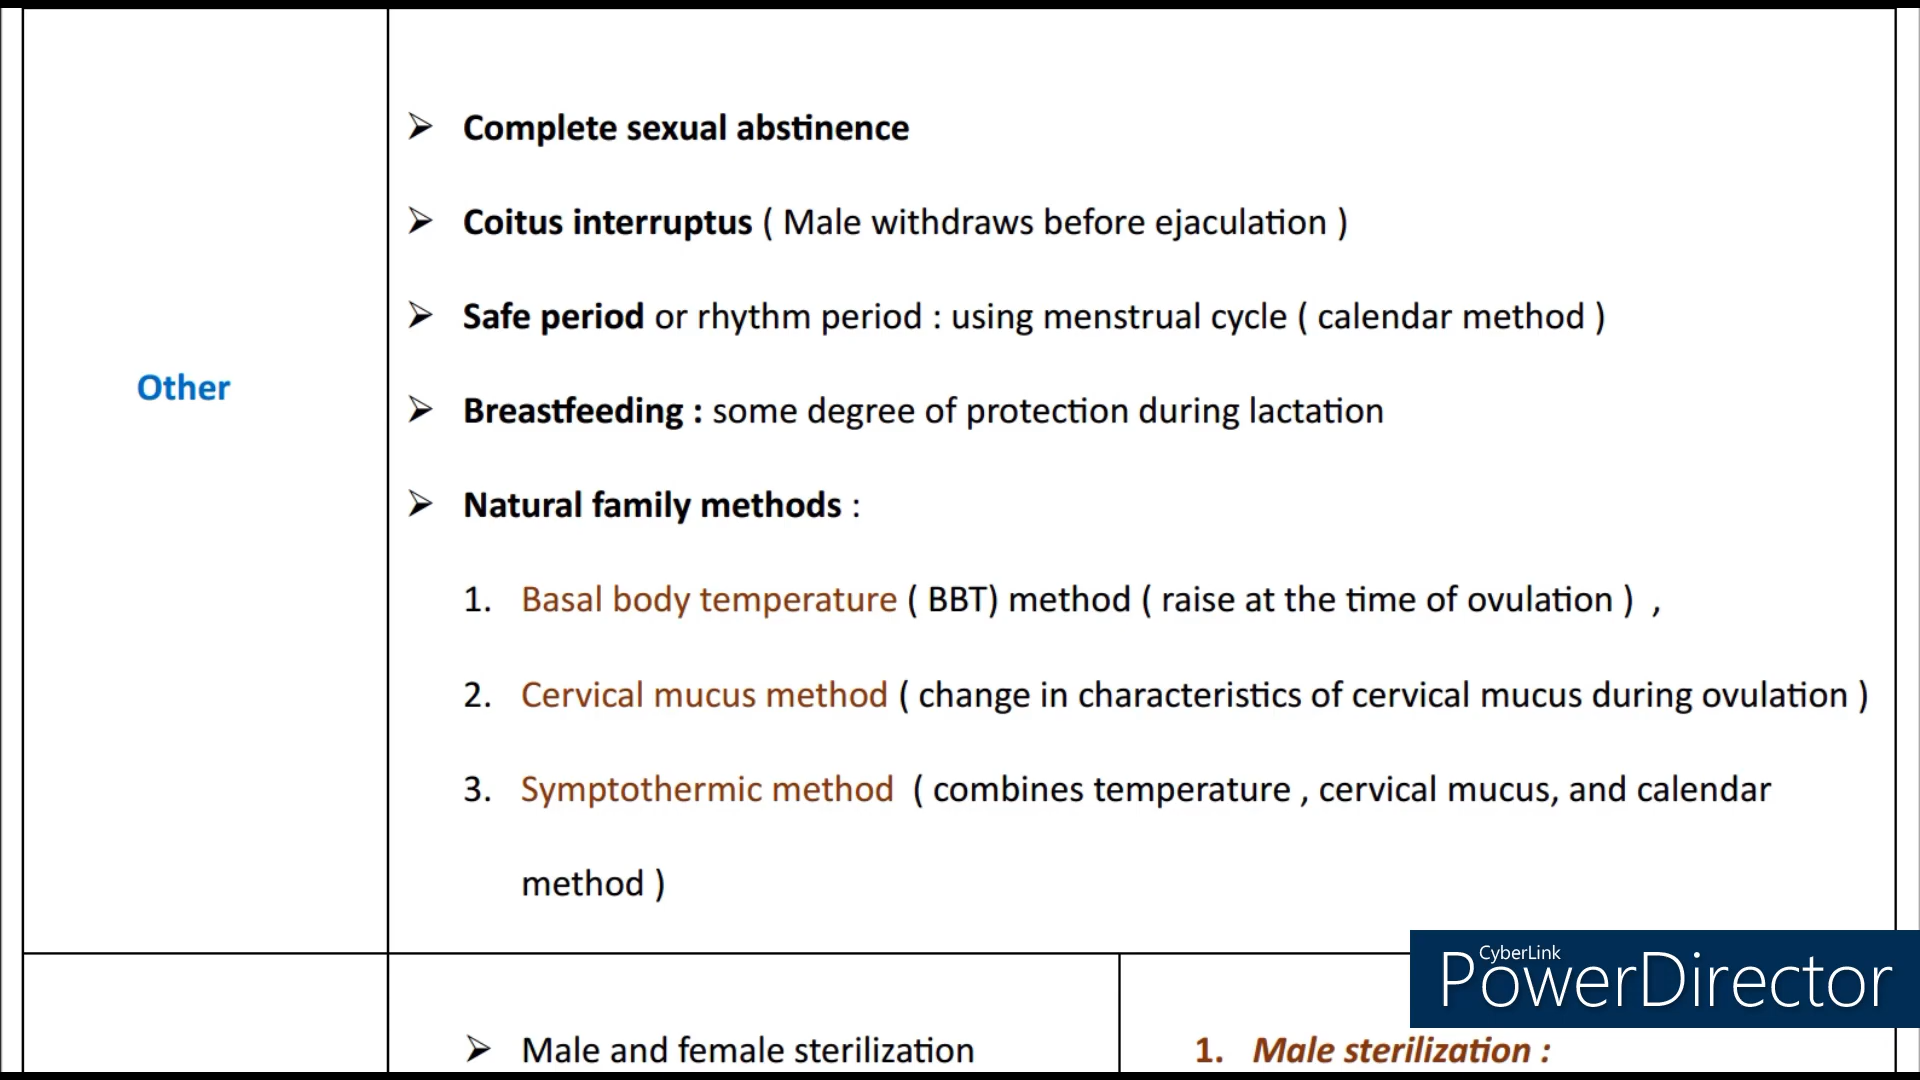 Other
➢ Complete sexual abstinence
➢ Coitus interruptus ( Male withdraws before ejaculation )
➢ Safe period or rhythm period : using menstrual cycle ( calendar method )
➢ Breastfeeding : some degree of protection during lactation
➢ Natural family methods :
1. Basal body temperature ( BBT) method ( raise at the time of ovulation ) ,
2. Cervical mucus method ( change in characteristics of cervical mucus during ovulation )
3. Symptothermic method ( combines temperature , cervical mucus, and calendar
method )
➢ Male and female sterilization
1. Male sterilization :
CyberLink
PowerDirector